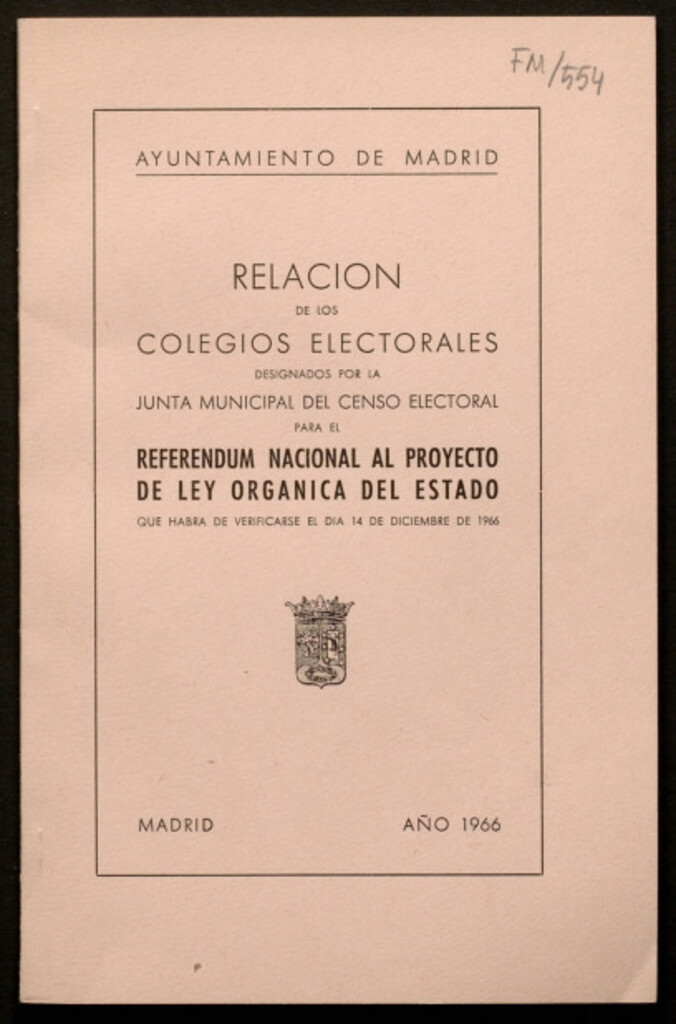 FM/554
AYUNTAMIENTO DE MADRID
RELACION
DE LOS
COLEGIOS ELECTORALES
DESIGNADOS POR LA
JUNTA MUNICIPAL DEL CENSO ELECTORAL
PARA EL
REFERENDUM NACIONAL AL PROYECTO
DE LEY ORGANICA DEL ESTADO
QUE HABRA DE VERIFICARSE EL DIA 14 DE DICIEMBRE DE 1966
MADRID AÑO 1966